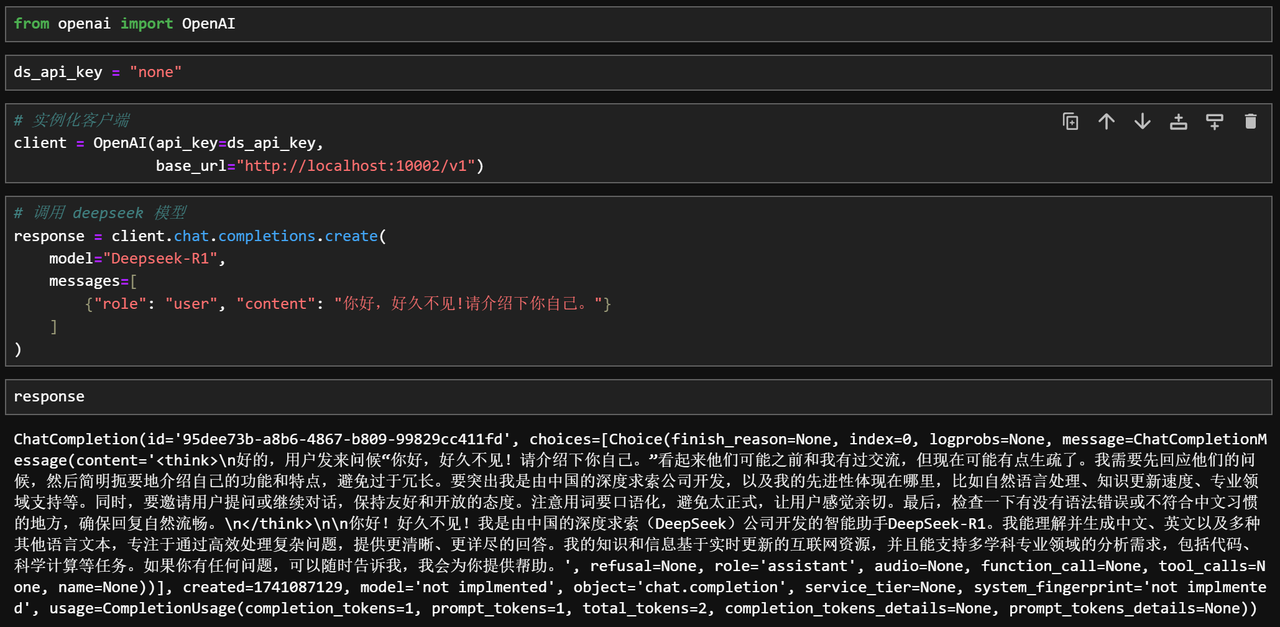 from openai import OpenAI
ds_api_key = "none"
# 实例化客户端
client = OpenAI(api_key=ds_api_key,
                base_url="http://localhost:10002/v1")
# 调用 deepseek 模型
response = client.chat.completions.create(
    model="Deepseek-R1",
    messages=[
        {"role": "user", "content": "你好，好久不见!请介绍下你自己。"}
    ]
)
response
ChatCompletion(id='95dee73b-a8b6-4867-b809-99829cc411fd', choices=[Choice(finish_reason=None, index=0, logprobs=None, message=ChatCompletionM
essage(content='<think>\n好的，用户发来问候“你好，好久不见！请介绍下你自己。”看起来他们可能之前和我有过交流，但现在可能有点生疏了。我需要先回应他们的问
候，然后简明扼要地介绍自己的功能和特点，避免过于冗长。要突出我是由中国的深度求索公司开发，以及我的先进性体现在哪里，比如自然语言处理、知识更新速度、专业领
域支持等。同时，要邀请用户提问或继续对话，保持友好和开放的态度。注意用词要口语化，避免太正式，让用户感觉亲切。最后，检查一下有没有语法错误或不符合中文习惯
的地方，确保回复自然流畅。\n</think>\n\n你好！好久不见！我是由中国的深度求索（DeepSeek）公司开发的智能助手DeepSeek-R1。我能理解并生成中文、英文以及多种
其他语言文本，专注于通过高效处理复杂问题，提供更清晰、更详尽的回答。我的知识和信息基于实时更新的互联网资源，并且能支持多学科专业领域的分析需求，包括代码、
科学计算等任务。如果你有任何问题，可以随时告诉我，我会为你提供帮助。', refusal=None, role='assistant', audio=None, function_call=None, tool_calls=N
one, name=None))], created=1741087129, model='not implmented', object='chat.completion', service_tier=None, system_fingerprint='not implmente
d', usage=CompletionUsage(completion_tokens=1, prompt_tokens=1, total_tokens=2, completion_tokens_details=None, prompt_tokens_details=None))